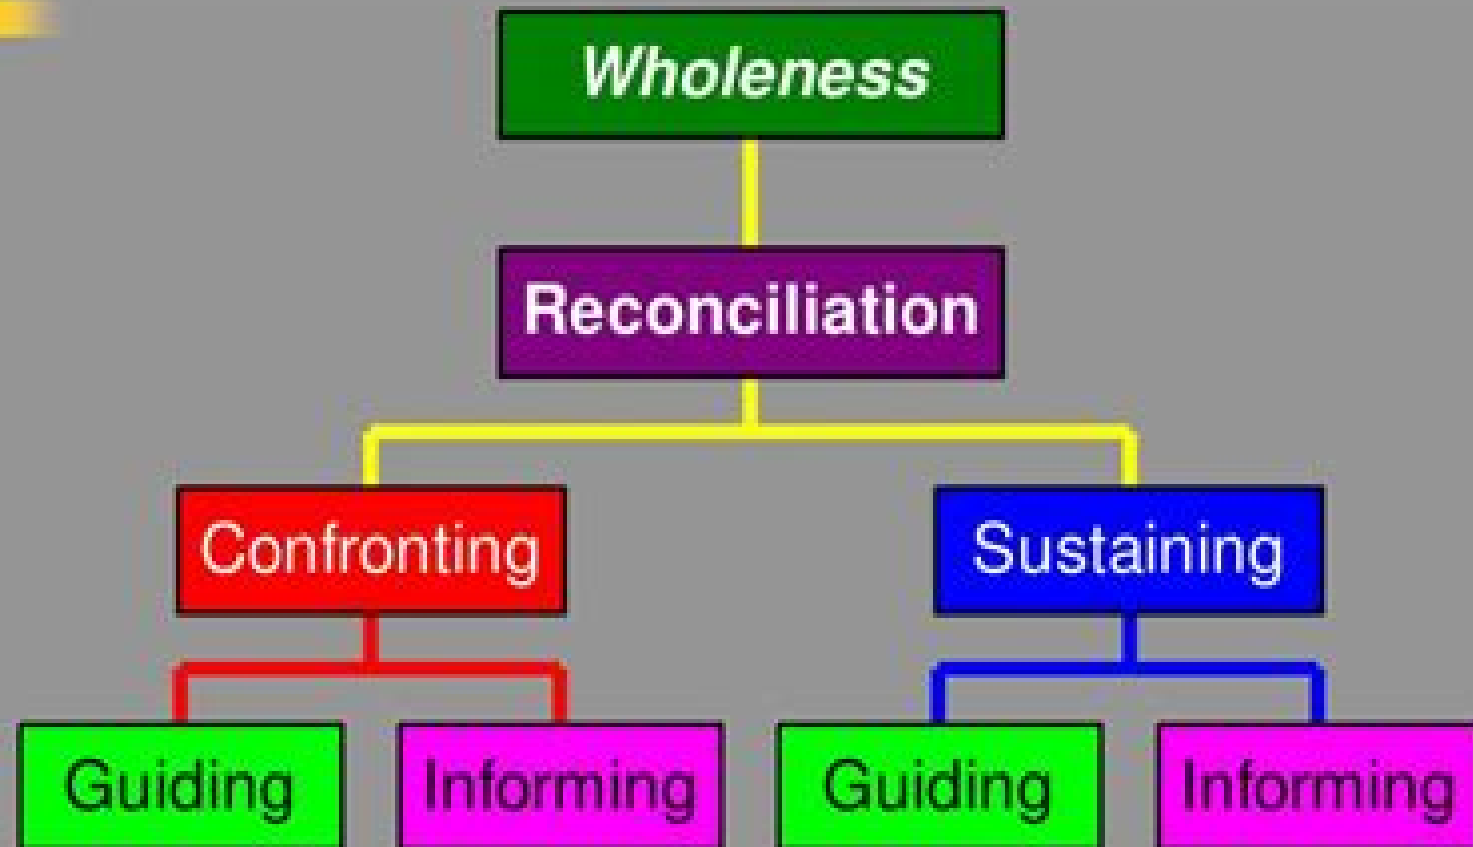 Wholeness
Reconciliation
Confronting
Sustaining
Guiding
Informing
Guiding
Informing